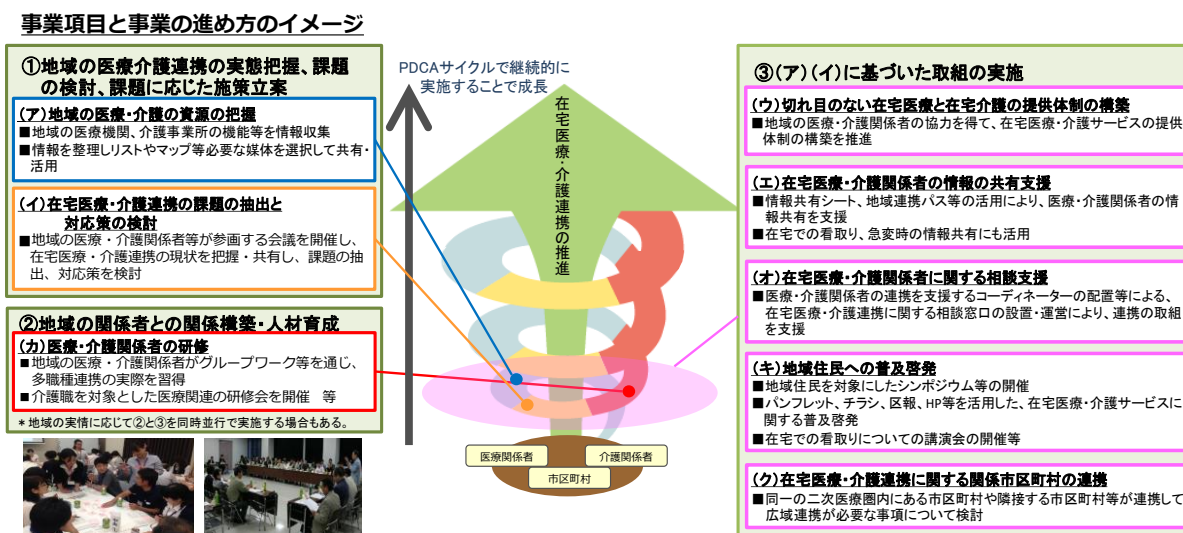 事業項目と事業の進め方のイメージ
①地域の医療介護連携の実態把握、課題
の検討、課題に応じた施策立案
(ア)地域の医療・介護の資源の把握
■地域の医療機関、介護事業所の機能等を情報収集
■情報を整理しリストやマップ等必要な媒体を選択して共有・
活用
(イ)在宅医療・介護連携の課題の抽出と
対応策の検討
■地域の医療・介護関係者等が参画する会議を開催し、
在宅医療・介護連携の現状を把握・共有し、課題の抽
出、対応策を検討
②地域の関係者との関係構築・人材育成
(カ)医療・介護関係者の研修
■地域の医療・介護関係者がグループワーク等を通じ、
多職種連携の実際を習得
■介護職を対象とした医療関連の研修会を開催　等
＊地域の実情に応じて②と③を同時並行で実施する場合もある。
PDCAサイクルで継続的に
実施することで成長
在宅医療・介護連携の推進
医療関係者
介護関係者
市区町村
③(ア)(イ)に基づいた取組の実施
(ウ)切れ目のない在宅医療と在宅介護の提供体制の構築
■地域の医療・介護関係者の協力を得て、在宅医療・介護サービスの提供
体制の構築を推進
(エ)在宅医療・介護関係者の情報の共有支援
■情報共有シート、地域連携パス等の活用により、医療・介護関係者の情
報共有を支援
■在宅での看取り、急変時の情報共有にも活用
(オ)在宅医療・介護関係者に関する相談支援
■医療・介護関係者の連携を支援するコーディネーターの配置等による、
在宅医療・介護連携に関する相談窓口の設置・運営により、連携の取組
を支援
(キ)地域住民への普及啓発
■地域住民を対象にしたシンポジウム等の開催
■パンフレット、チラシ、区報、HP等を活用した、在宅医療・介護サービスに
関する普及啓発
■在宅での看取りについての講演会の開催等
(ク)在宅医療・介護連携に関する関係市区町村の連携
■同一の二次医療圏内にある市区町村や隣接する市区町村等が連携して、
広域連携が必要な事項について検討